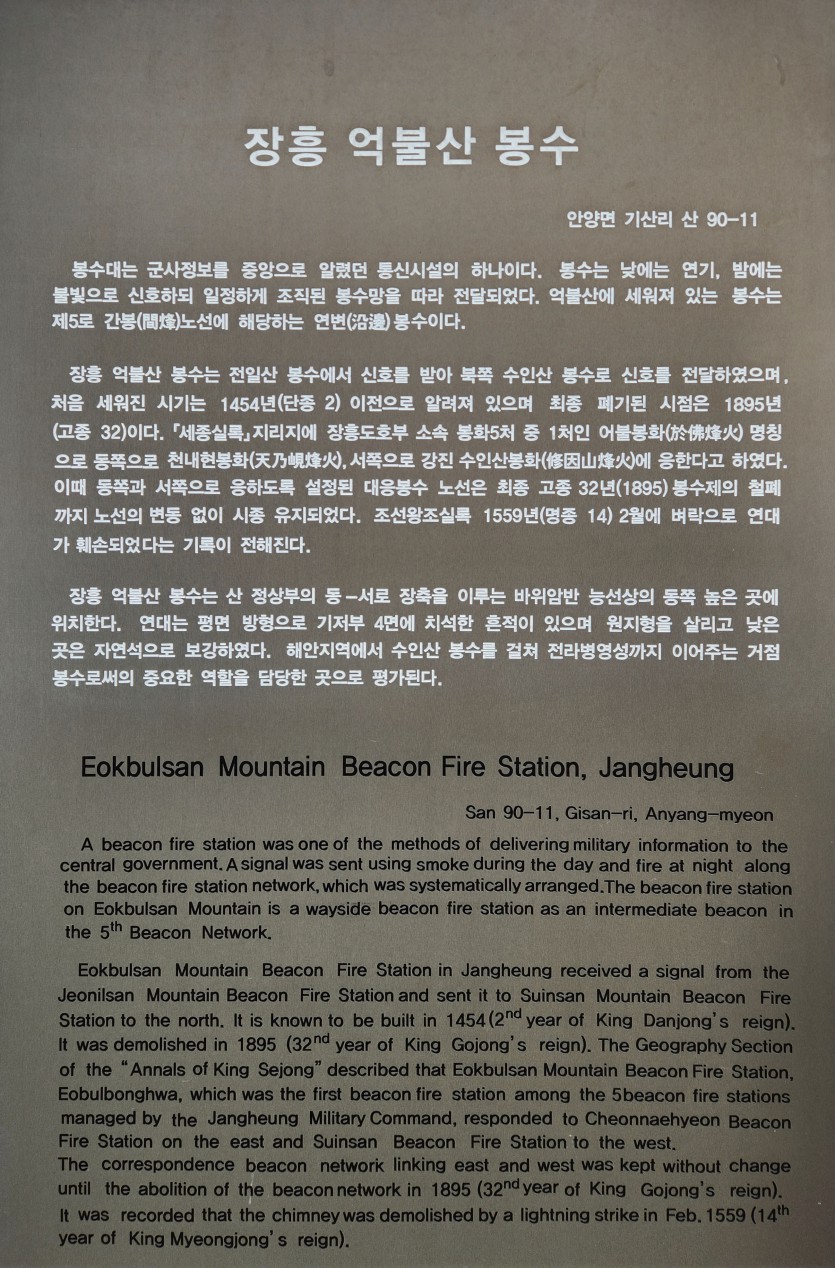 장흥 억불산 봉수
안양면 기산리 산 90-11
봉수대는 군사정보를 중앙으로 알렸던 통신시설의 하나이다. 봉수는 낮에는 연기, 밤에는
불빛으로 신호하되 일정하게 조직된 봉수망을 따라 전달되었다. 억불산에 세워져 있는 봉수는
제5로 간봉(間烽)노선에 해당하는 연변(沿邊)봉수이다.
장흥 억불산 봉수는 전일산 봉수에서 신호를 받아 북쪽 수인산 봉수로 신호를 전달하였으며,
처음 세워진 시기는 1454년(단종 2) 이전으로 알려져 있으며 최종 폐기된 시점은 1895년
(고종 32)이다. 『세종실록』지리지에 장흥도호부 소속 봉화5처 중 1처인 어불봉화(於佛烽火) 명칭
으로 동쪽으로 천내현봉화(天乃峴烽火), 서쪽으로 강진 수인산봉화(修因山烽火)에 응한다고 하였다.
이때 동쪽과 서쪽으로 응하도록 설정된 대응봉수 노선은 최종 고종 32년(1895) 봉수제의 철폐
까지 노선의 변동 없이 시종 유지되었다. 조선왕조실록 1559년(명종 14) 2월에 벼락으로 연대
가 훼손되었다는 기록이 전해진다.
장흥 억불산 봉수는 산 정상부의 동-서로 장축을 이루는 바위암반 능선상의 동쪽 높은 곳에
위치한다. 연대는 평면 방형으로 기저부 4면에 치석한 흔적이 있으며 원지형을 살리고 낮은
곳은 자연석으로 보강하였다. 해안지역에서 수인산 봉수를 걸쳐 전라병영성까지 이어주는 거점
봉수로써의 중요한 역할을 담당한 곳으로 평가된다.
Eokbulsan Mountain Beacon Fire Station, Jangheung
San 90-11, Gisan-ri, Anyang-myeon
A beacon fire station was one of the methods of delivering military information to the
central government. A signal was sent using smoke during the day and fire at night along
the beacon fire station network, which was systematically arranged.The beacon fire station
on Eokbulsan Mountain is a wayside beacon fire station as an intermediate beacon in
the 5th Beacon Network.
Eokbulsan Mountain Beacon Fire Station in Jangheung received a signal from the
Jeonilsan Mountain Beacon Fire Station and sent it to Suinsan Mountain Beacon Fire
Station to the north. It is known to be built in 1454(2nd year of King Danjong's reign).
It was demolished in 1895 (32nd year of King Gojong's reign). The Geography Section
of the "Annals of King Sejong" described that Eokbulsan Mountain Beacon Fire Station,
Eobulbonghwa, which was the first beacon fire station among the 5beacon fire stations
managed by the Jangheung Military Command, responded to Cheonnaehyeon Beacon
Fire Station on the east and Suinsan Beacon Fire Station to the west.
The correspondence beacon network linking east and west was kept without change
until the abolition of the beacon network in 1895 (32nd year of King Gojong's reign).
It was recorded that the chimney was demolished by a lightning strike in Feb. 1559 (14th
year of King Myeongjong's reign).